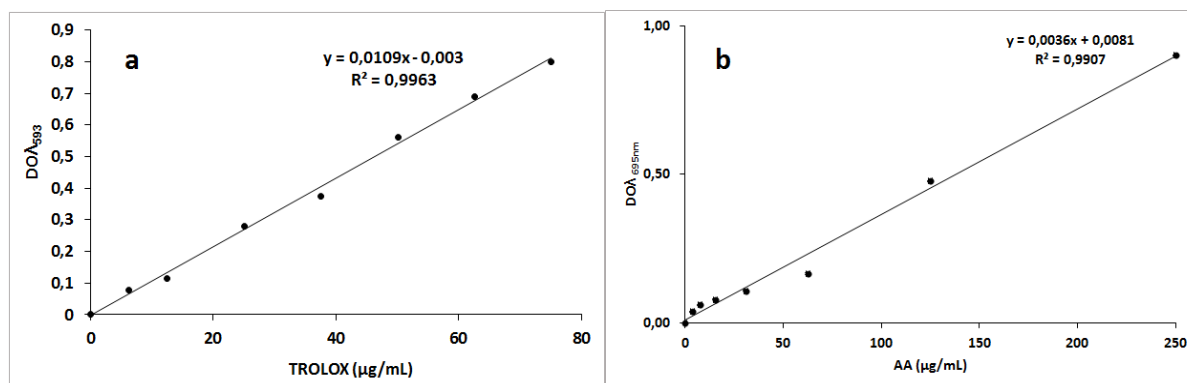 a
y = 0,0109x - 0,003
R² = 0,9963
0,9
0,8
0,7
0,6
0,5
0,4
0,3
0,2
0,1
0
DOλ593
0 20 40 60 80
TROLOX (µg/mL)
b
y = 0,0036x + 0,0081
R² = 0,9907
1,00
0,50
0,00
DOλ 695nm
0 50 100 150 200 250
AA (µg/mL)